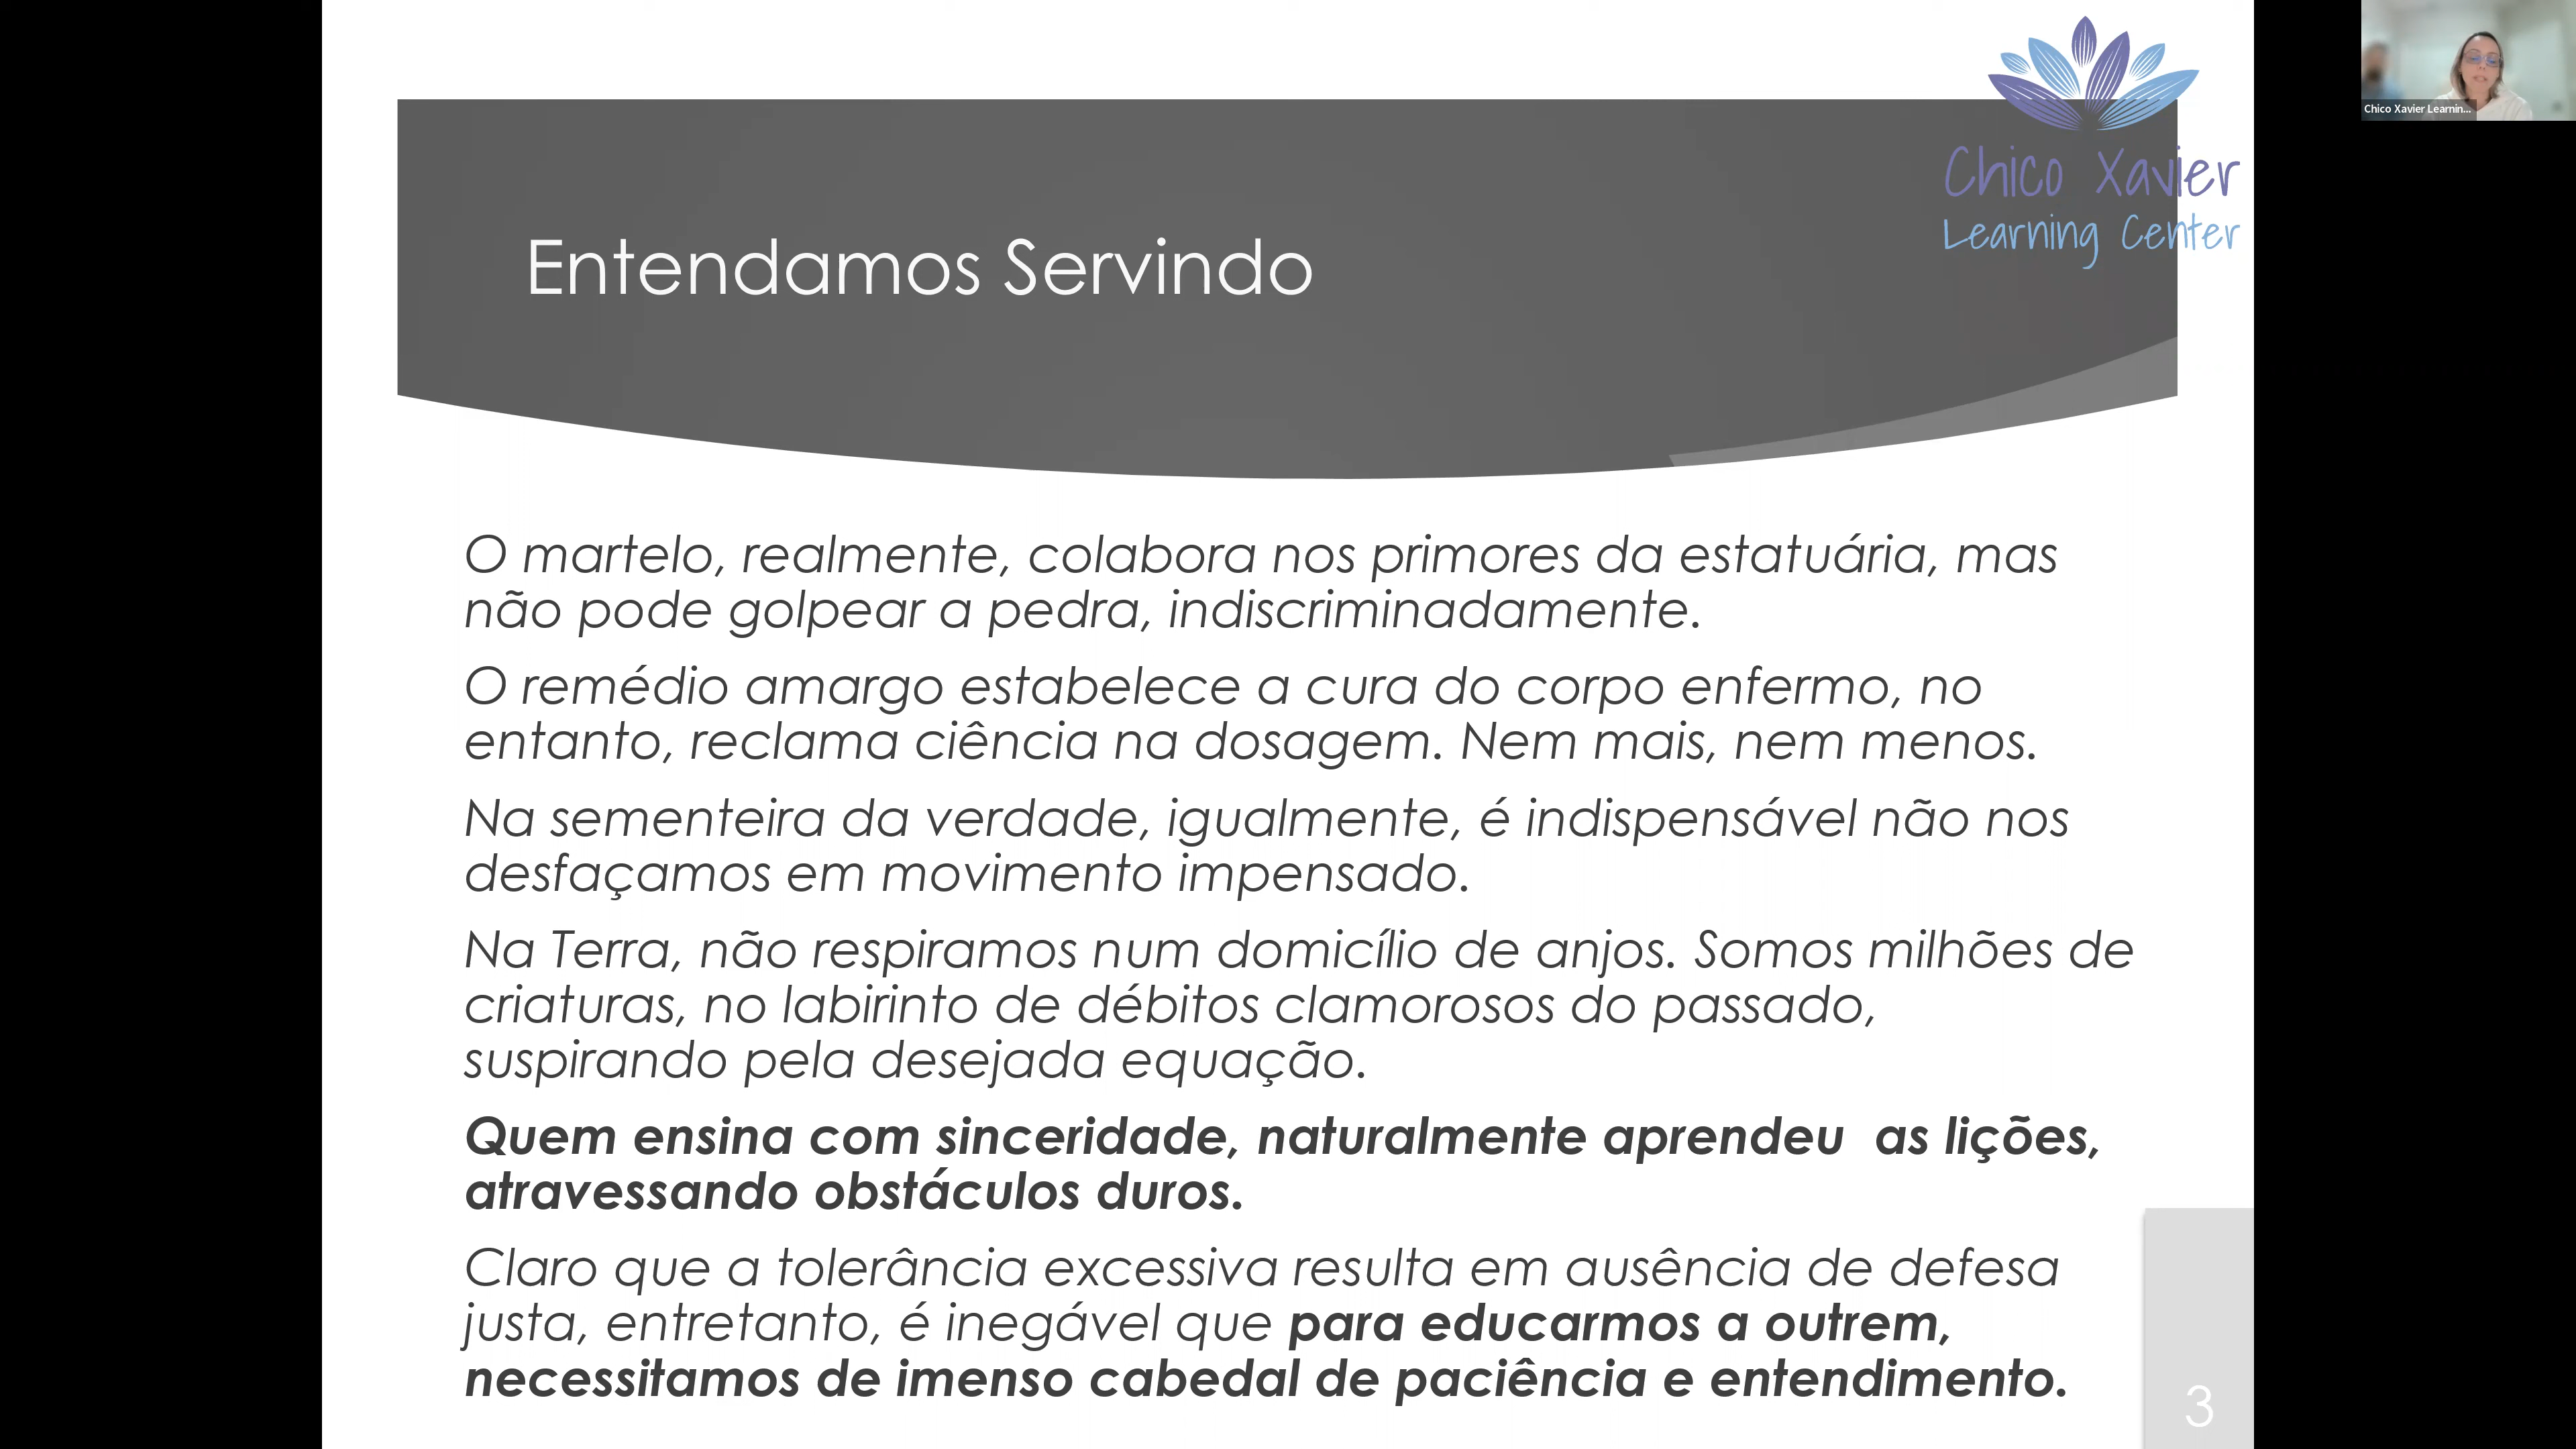 Chico Xavier
Learning Center
Chico Xavier Learnin...
Entendamos Servindo
O martelo, realmente, colabora nos primores da estatuária, mas
não pode golpear a pedra, indiscriminadamente.
O remédio amargo estabelece a cura do corpo enfermo, no
entanto, reclama ciência na dosagem. Nem mais, nem menos.
Na sementeira da verdade, igualmente, é indispensável não nos
desfaçamos em movimento impensado.
Na Terra, não respiramos num domicílio de anjos. Somos milhões de
criaturas, no labirinto de débitos clamorosos do passado,
suspirando pela desejada equação.
Quem ensina com sinceridade, naturalmente aprendeu  as lições,
atravessando obstáculos duros.
Claro que a tolerância excessiva resulta em ausência de defesa
justa, entretanto, é inegável que para educarmos a outrem,
necessitamos de imenso cabedal de paciência e entendimento.
3